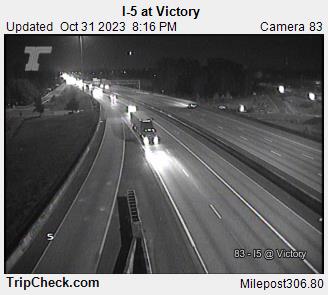 I-5 at Victory
Updated Oct 31 2023 8:16 PM Camera 83
T
S
83 - I5 @ Victory
TripCheck.com Milepost306.80